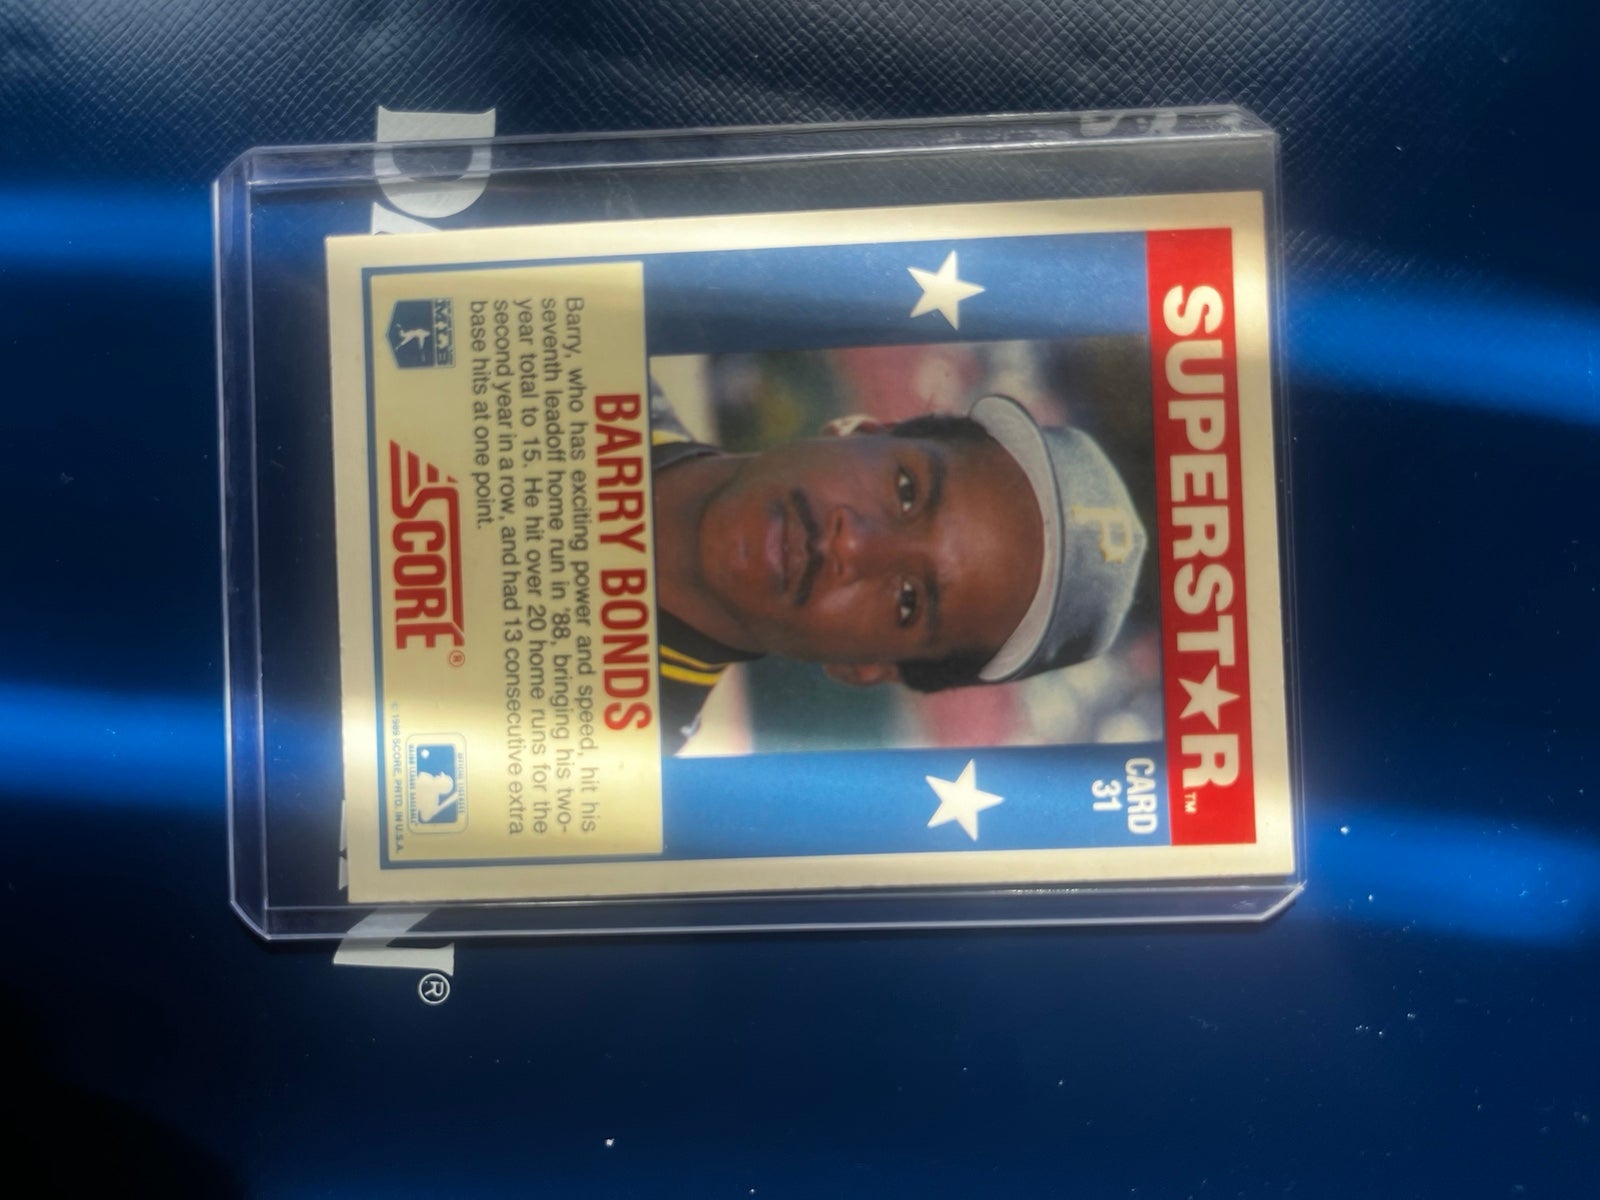 SUPERST★R™
CARD
31
BARRY BONDS
Barry, who has exciting power and speed, hit his
seventh leadoff home run in '88, bringing his two-
year total to 15. He hit over 20 home runs for the
second year in a row, and had 13 consecutive extra
base hits at one point.
SCORE®
© 1989 SCORE, PRTD. IN U.S.A.
®